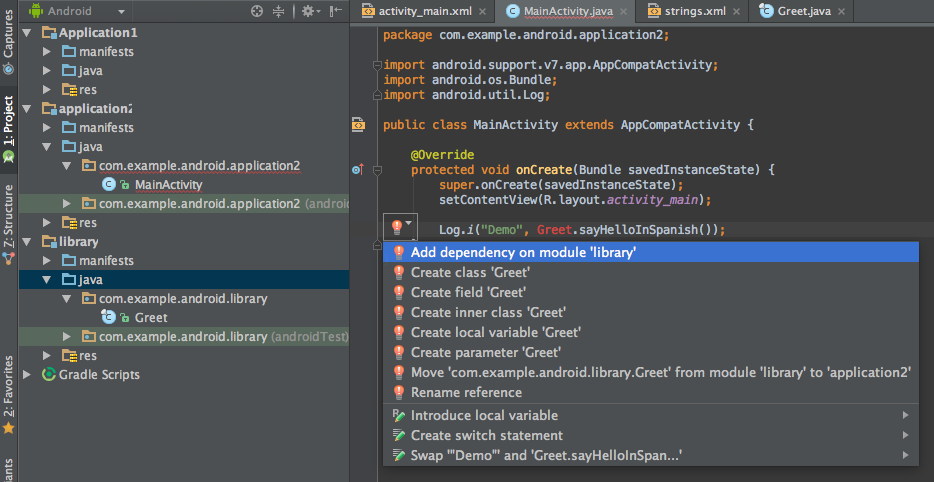 Captures
1: Project
Z: Structure
2: Favorites
Android
Application1
manifests
java
res
application2
manifests
java
com.example.android.application2
MainActivity
com.example.android.application2 (andro
res
library
manifests
java
com.example.android.library
Greet
com.example.android.library (androidTest)
res
Gradle Scripts
activity_main.xml
MainActivity.java
strings.xml
Greet.java
package com.example.android.application2;
import android.support.v7.app.AppCompatActivity;
import android.os.Bundle;
import android.util.Log;
public class MainActivity extends AppCompatActivity {
@Override
protected void onCreate(Bundle savedInstanceState) {
super.onCreate(savedInstanceState);
setContentView(R.layout.activity_main);
Log.i("Demo", Greet.sayHelloInSpanish());
Add dependency on module 'library'
Create class 'Greet'
Create field 'Greet'
Create inner class 'Greet'
Create local variable 'Greet'
Create parameter 'Greet'
Move 'com.example.android.library.Greet' from module 'library' to 'application2'
Rename reference
Introduce local variable
Create switch statement
Swap '"Demo"' and 'Greet.sayHelloInSpan...'